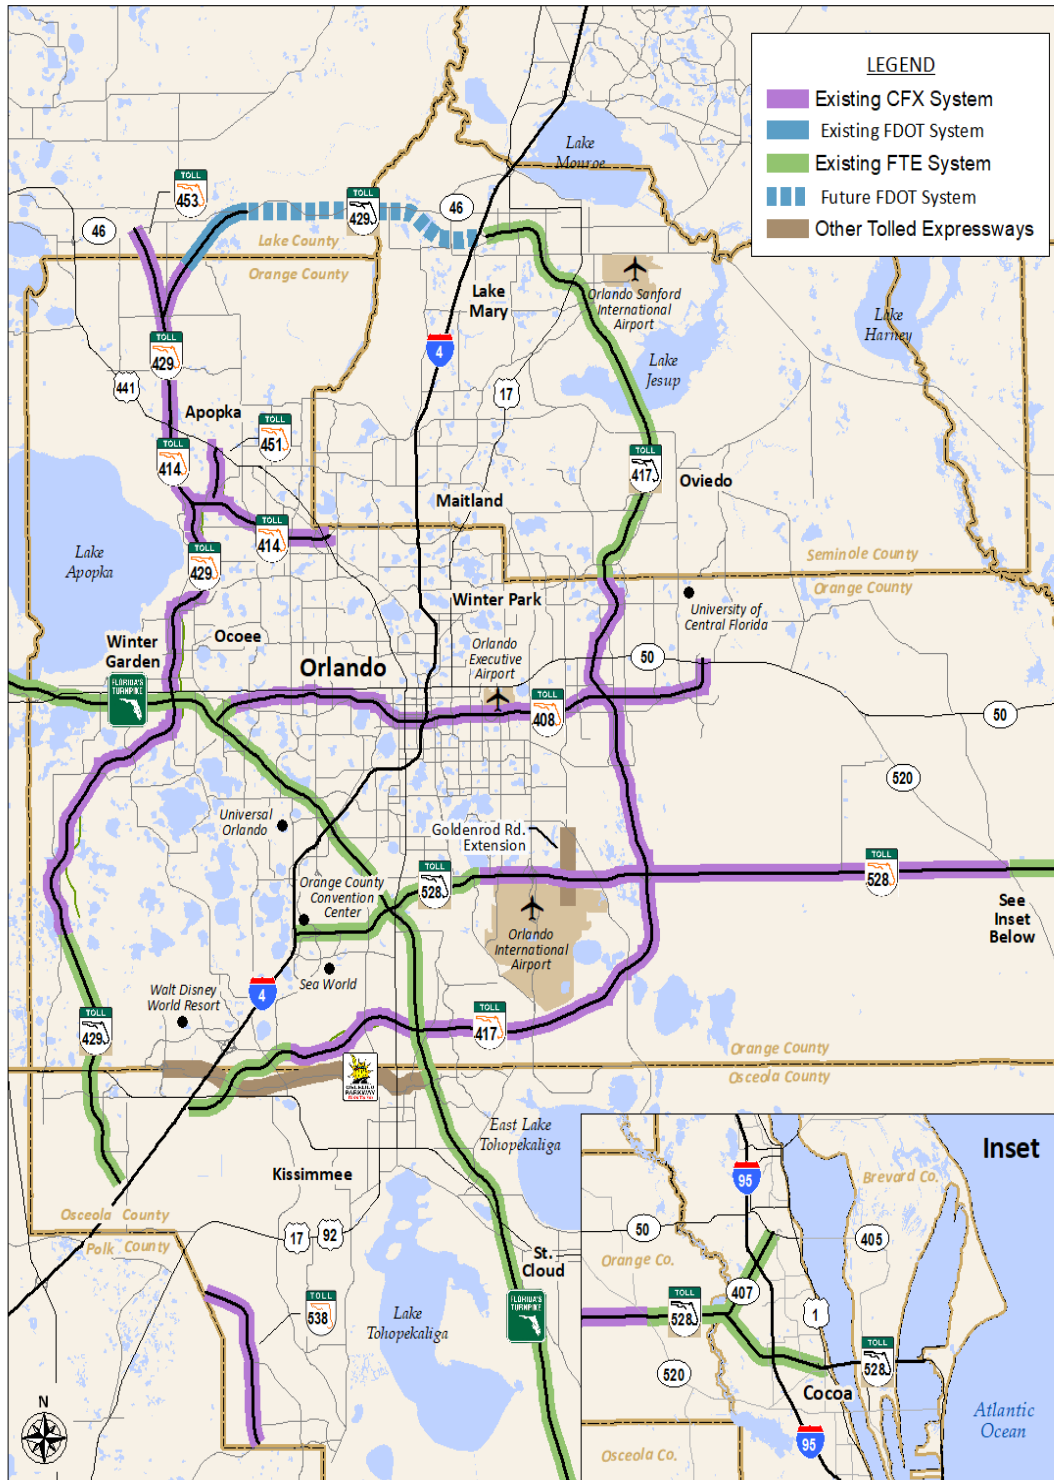 LEGEND
Existing CFX System
Existing FDOT System
Existing FTE System
Future FDOT System
Other Tolled Expressways
Lake
Monroe
TOLL
453
TOLL
429
46
46
Lake County
Orange County
Orlando Sanford
International
Airport
Lake
Mary
Lake
Harney
4
TOLL
429
Lake
Jesup
441
17
Apopka
TOLL
451
TOLL
414
TOLL
417
Oviedo
Maitland
TOLL
414
Lake
Apopka
TOLL
429
Seminole County
Orange County
Winter Park
University of
Central Florida
Winter
Garden
Ocoee
Orlando
Orlando
Executive
Airport
50
FLORIDA'S
TURNPIKE
TOLL
408
50
520
Universal
Orlando
Goldenrod Rd.
Extension
Orange County
Convention
Center
TOLL
528
TOLL
528
See
Inset
Below
Orlando
International
Airport
Sea World
4
Walt Disney
World Resort
TOLL
429
TOLL
417
Orange County
Osceola County
OSCEOLA
PARKWAY
East Lake
Tohopekaliga
Kissimmee
Osceola County
Polk County
17
92
St.
Cloud
FLORIDA'S
TURNPIKE
TOLL
538
Lake
Tohopekaliga
N
Inset
95
Brevard Co.
50
405
Orange Co.
407
TOLL
528
1
TOLL
528
520
Cocoa
Atlantic
Ocean
95
Osceola Co.